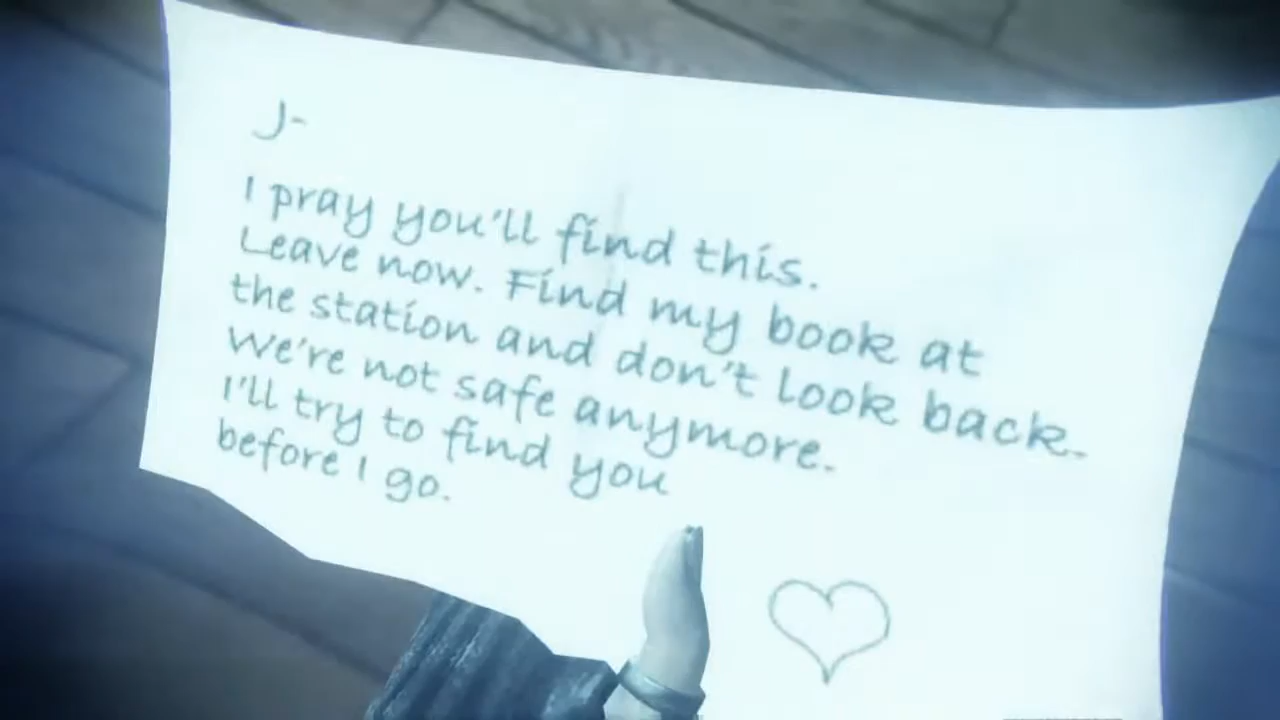 J-
I pray you'll find this.
Leave now. Find my book at
the station and don't look back.
We're not safe anymore.
I'll try to find you
before I go.